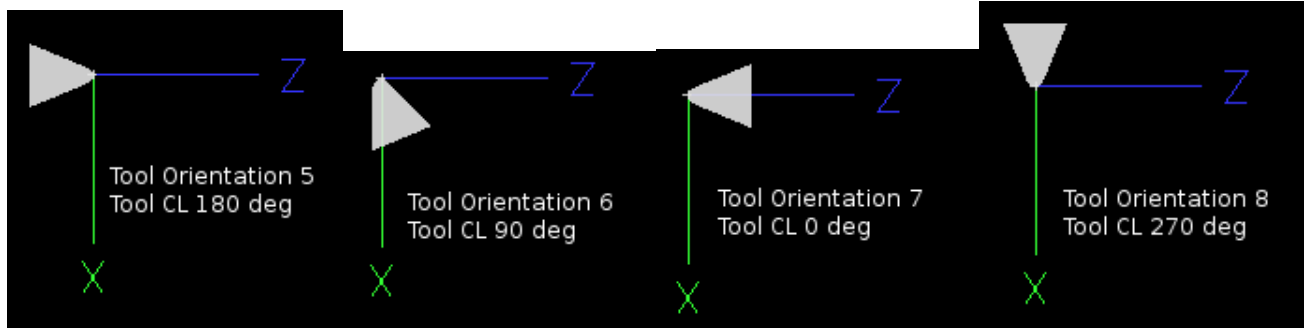 Z
Tool Orientation 5
Tool CL 180 deg
X
Z
Tool Orientation 6
Tool CL 90 deg
X
Z
Tool Orientation 7
Tool CL 0 deg
X
Z
Tool Orientation 8
Tool CL 270 deg
X